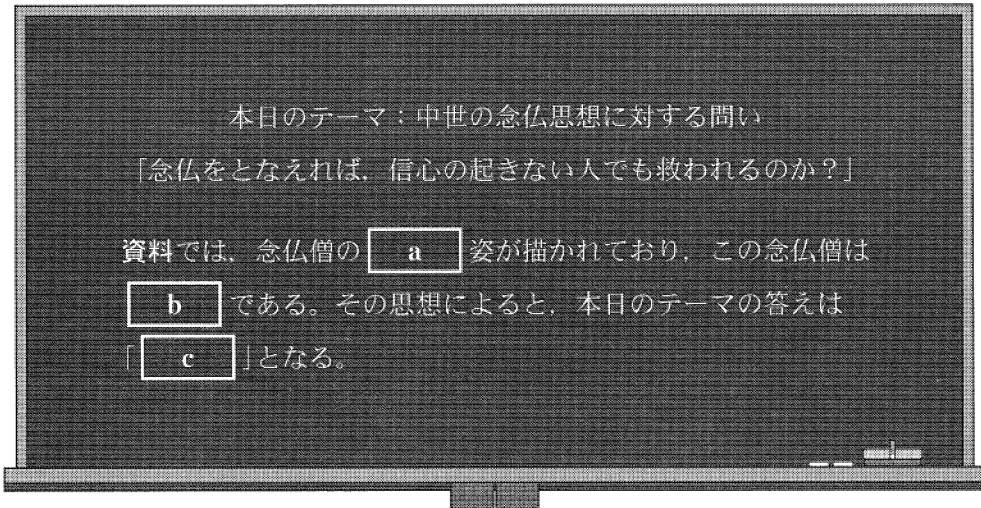 本日のテーマ：中世の念仏思想に対する問い
「念仏をとなえれば，信心の起きない人でも救われるのか？」
資料では，念仏僧の a 姿が描かれており，この念仏僧は
b である。その思想によると，本日のテーマの答えは
「 c 」となる。